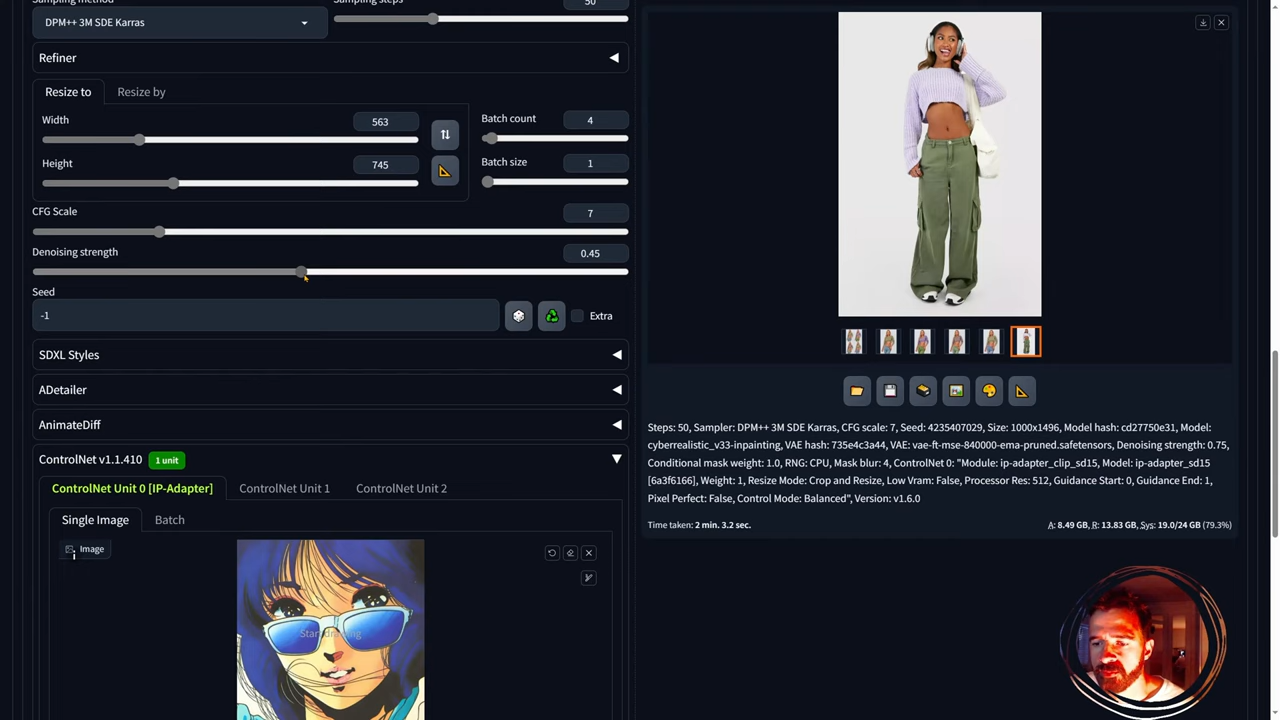 Sampling method
Sampling steps
50
DPM++ 3M SDE Karras
Refiner
Resize to
Resize by
Width
563
Batch count
4
Height
745
Batch size
1
CFG Scale
7
Denoising strength
0.45
Seed
-1
Extra
SDXL Styles
ADetailer
AnimateDiff
ControlNet v1.1.410
1 unit
ControlNet Unit 0 [IP-Adapter]
ControlNet Unit 1
ControlNet Unit 2
Single Image
Batch
Image
Start drawing
Steps: 50, Sampler: DPM++ 3M SDE Karras, CFG scale: 7, Seed: 4235407029, Size: 1000x1496, Model hash: cd27750e31, Model:
cyberrealistic_v33-inpainting, VAE hash: 735e4c3a44, VAE: vae-ft-mse-840000-ema-pruned.safetensors, Denoising strength: 0.75,
Conditional mask weight: 1.0, RNG: CPU, Mask blur: 4, ControlNet 0: "Module: ip-adapter_clip_sd15, Model: ip-adapter_sd15
[6a3f6166], Weight: 1, Resize Mode: Crop and Resize, Low Vram: False, Processor Res: 512, Guidance Start: 0, Guidance End: 1,
Pixel Perfect: False, Control Mode: Balanced", Version: v1.6.0
Time taken: 2 min. 3.2 sec.
A: 8.49 GB, R: 13.83 GB, Sys: 19.0/24 GB (79.3%)